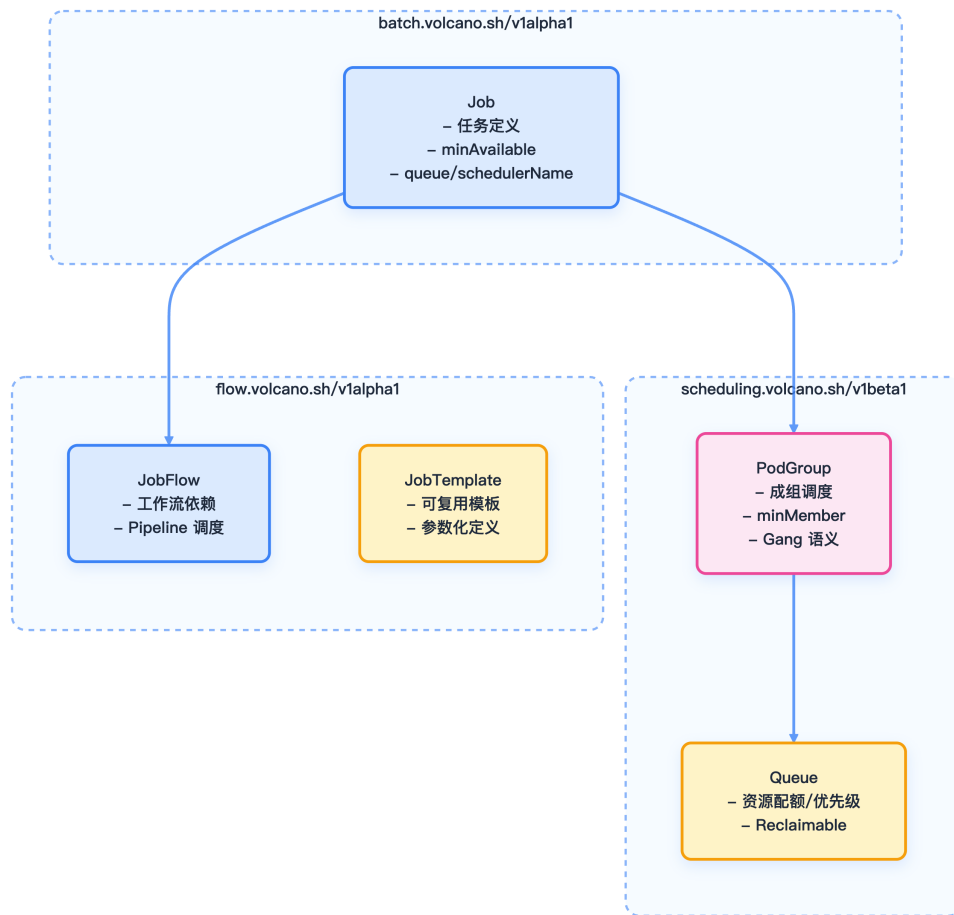 batch.volcano.sh/v1alpha1
Job
– 任务定义
– minAvailable
– queue/schedulerName
flow.volcano.sh/v1alpha1
JobFlow
– 工作流依赖
– Pipeline 调度
JobTemplate
– 可复用模板
– 参数化定义
scheduling.volcano.sh/v1beta1
PodGroup
– 成组调度
– minMember
– Gang 语义
Queue
– 资源配额/优先级
– Reclaimable